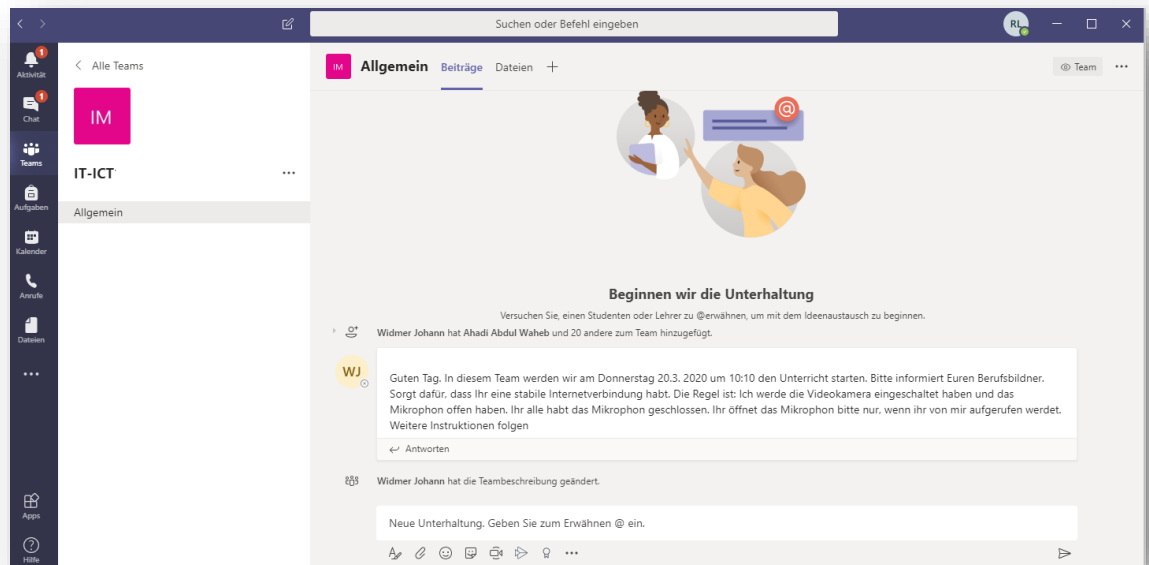 Suchen oder Befehl eingeben
RL
1
Aktivität
1
Chat
Teams
Aufgaben
Kalender
Anrufe
Dateien
Apps
Hilfe
Alle Teams
IM
IT-ICT
Allgemein
IM Allgemein Beiträge Dateien
Team
@
Beginnen wir die Unterhaltung
Versuchen Sie, einen Studenten oder Lehrer zu @erwähnen, um mit dem Ideenaustausch zu beginnen.
Widmer Johann hat Ahadi Abdul Waheb und 20 andere zum Team hinzugefügt.
WJ
Guten Tag. In diesem Team werden wir am Donnerstag 20.3. 2020 um 10:10 den Unterricht starten. Bitte informiert Euren Berufsbildner.
Sorgt dafür, dass Ihr eine stabile Internetverbindung habt. Die Regel ist: Ich werde die Videokamera eingeschaltet haben und das
Mikrophon offen haben. Ihr alle habt das Mikrophon geschlossen. Ihr öffnet das Mikrophon bitte nur, wenn ihr von mir aufgerufen werdet.
Weitere Instruktionen folgen
Antworten
Widmer Johann hat die Teambeschreibung geändert.
Neue Unterhaltung. Geben Sie zum Erwähnen @ ein.